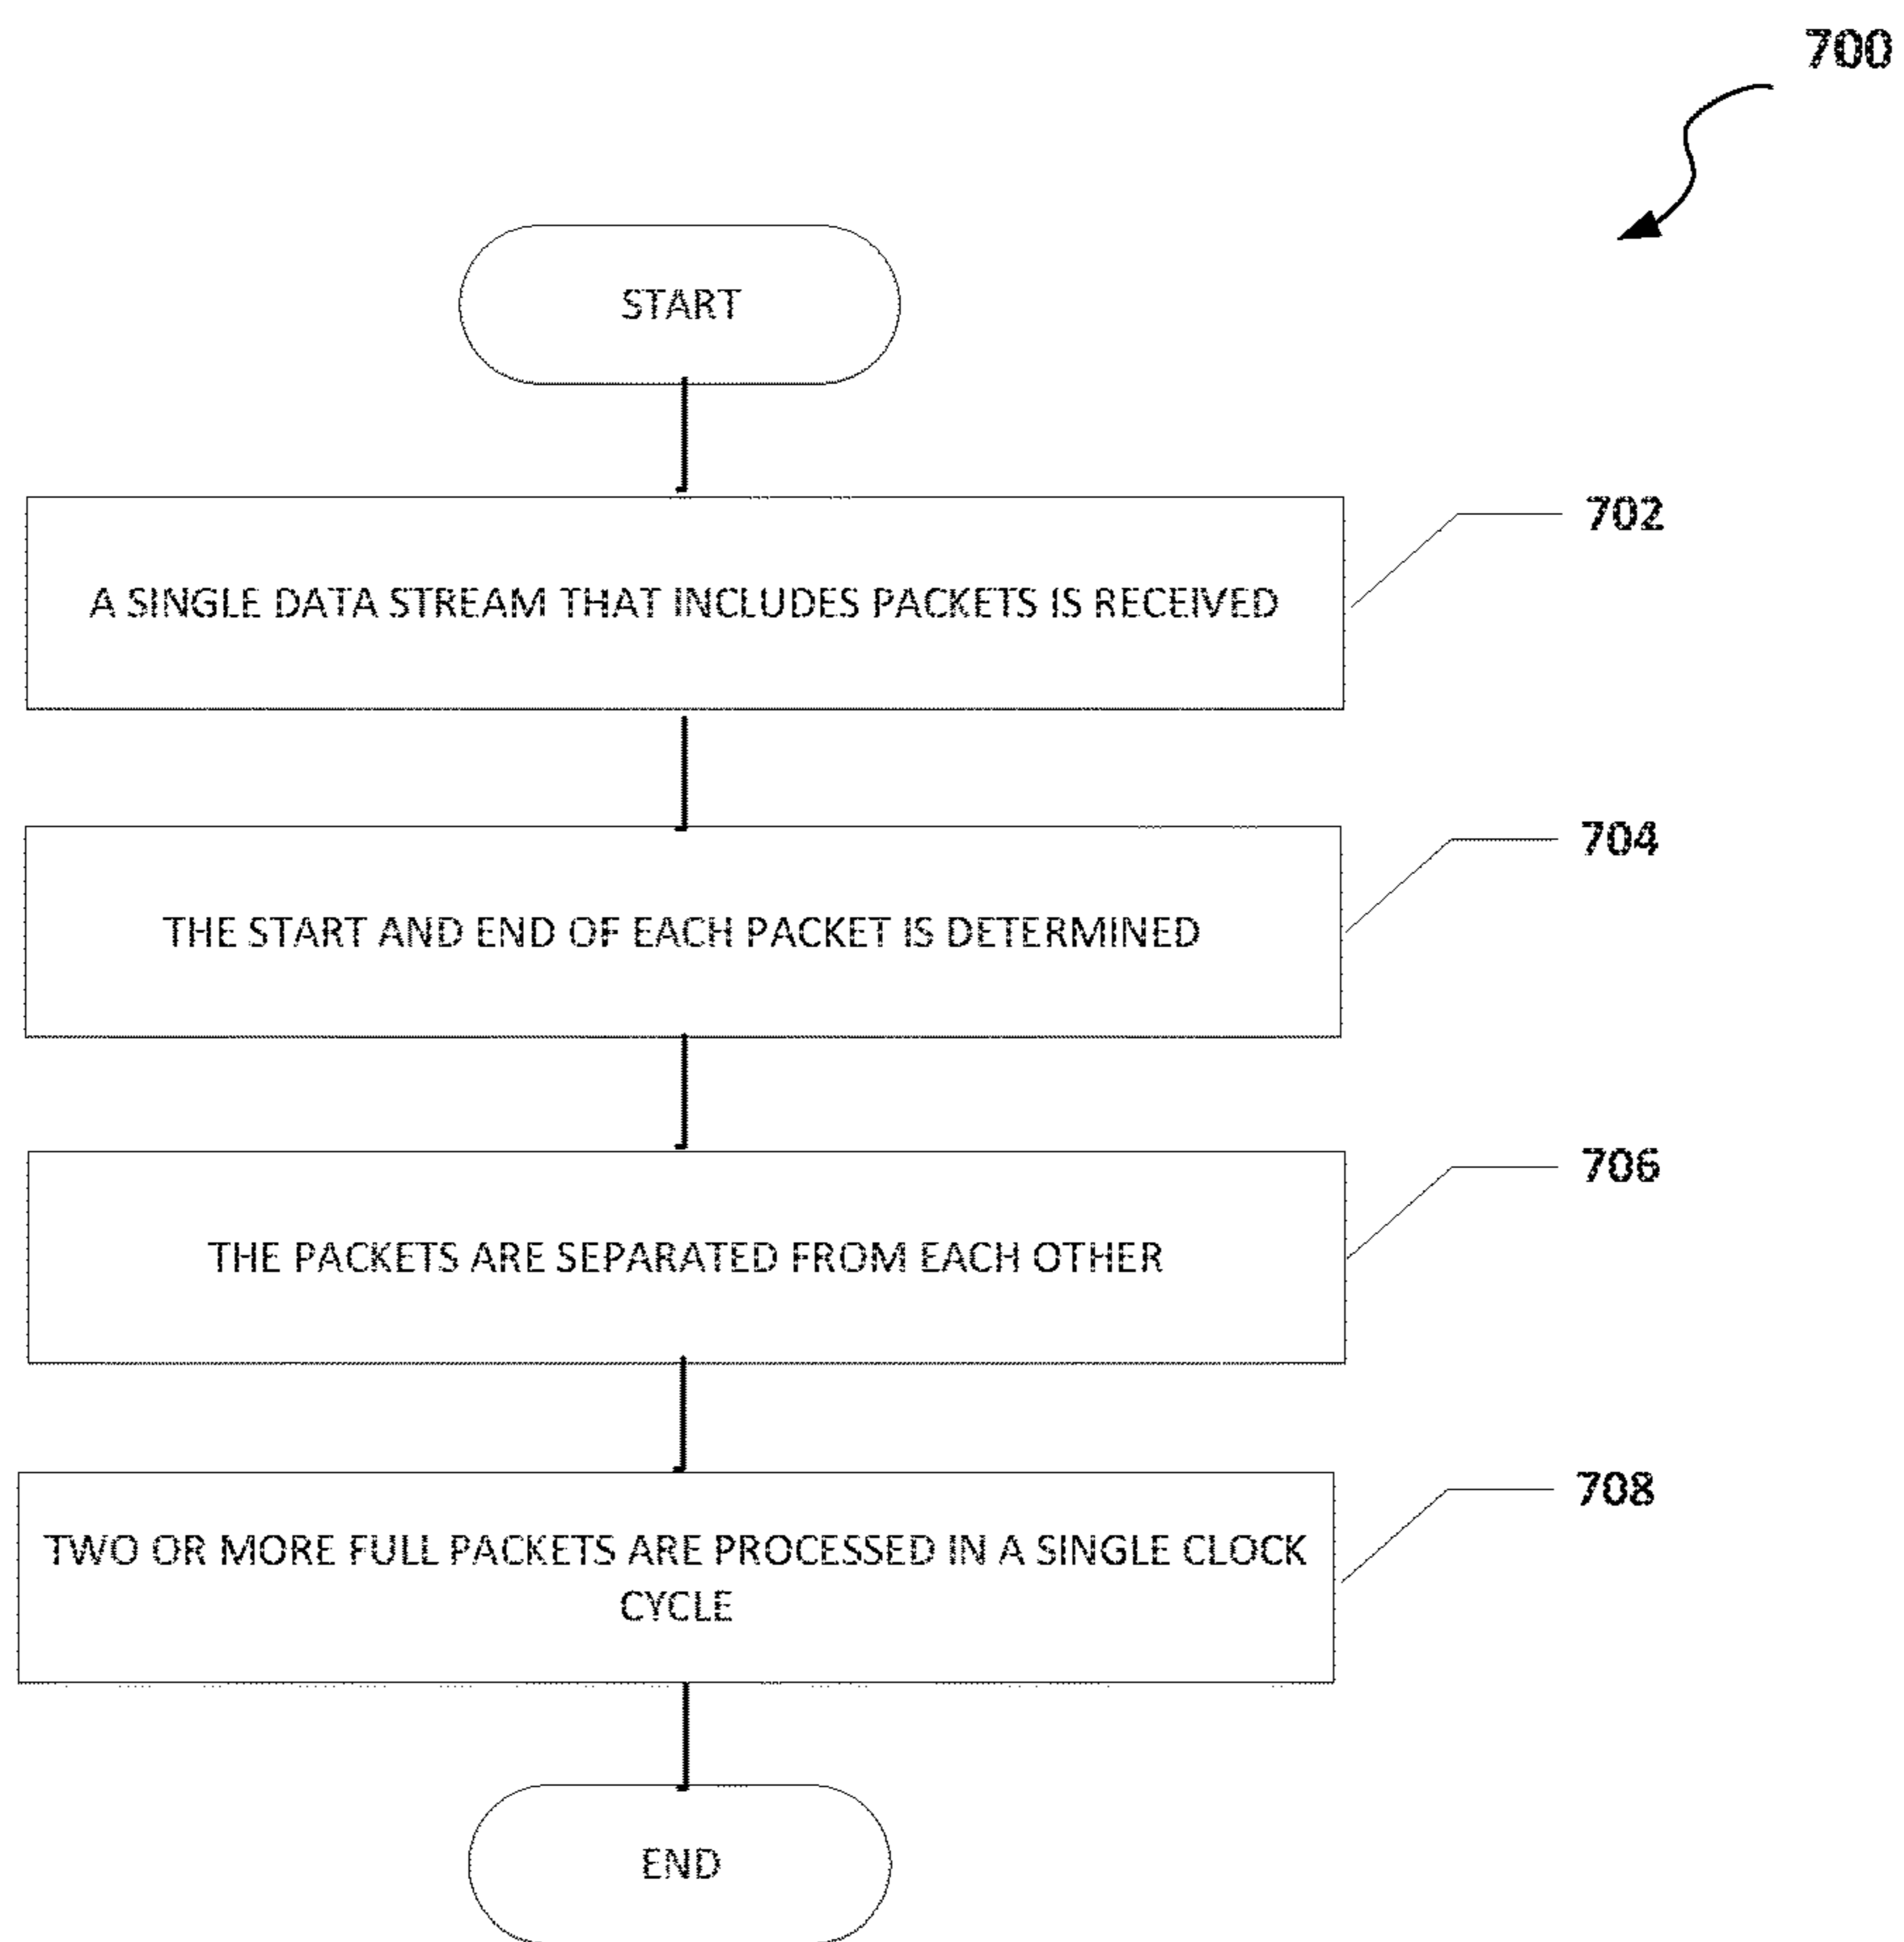 700
START
702
A SINGLE DATA STREAM THAT INCLUDES PACKETS IS RECEIVED
704
THE START AND END OF EACH PACKET IS DETERMINED
706
THE PACKETS ARE SEPARATED FROM EACH OTHER
708
TWO OR MORE FULL PACKETS ARE PROCESSED IN A SINGLE CLOCK
CYCLE
END